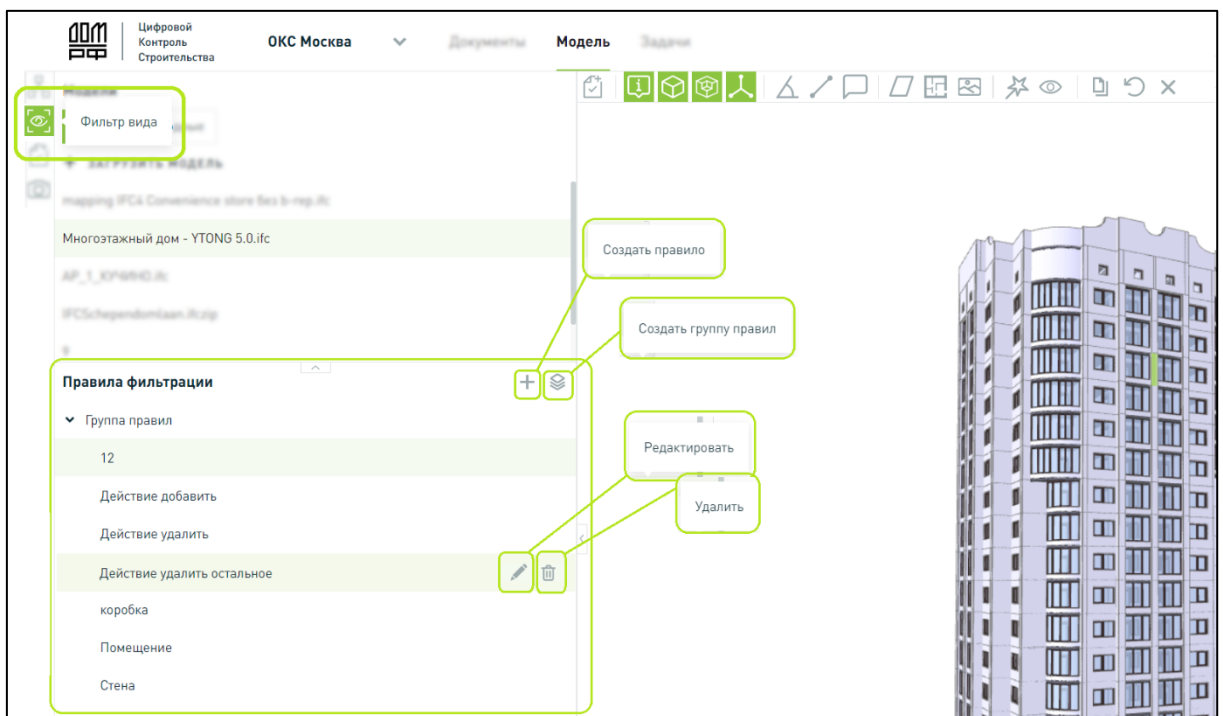 ДОМ
РФ
Цифровой
Контроль
Строительства
ОКС Москва
Документы
Модель
Задачи
Модели
Фильтр вида
ЗАГРУЗИТЬ МОДЕЛЬ
mapping IFC4 Convenience store без b-rep.ifc
Многоэтажный дом - YTONG 5.0.ifc
АР_1_КУЧИНО.ifc
IFCSchependomlaan.ifczip
Создать правило
Создать группу правил
Правила фильтрации
Группа правил
12
Действие добавить
Действие удалить
Действие удалить остальное
коробка
Помещение
Стена
Редактировать
Удалить